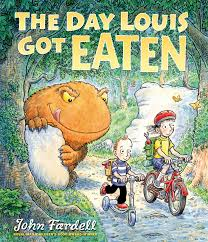 THE DAY LOUIS
GOT EATEN
John Fardell